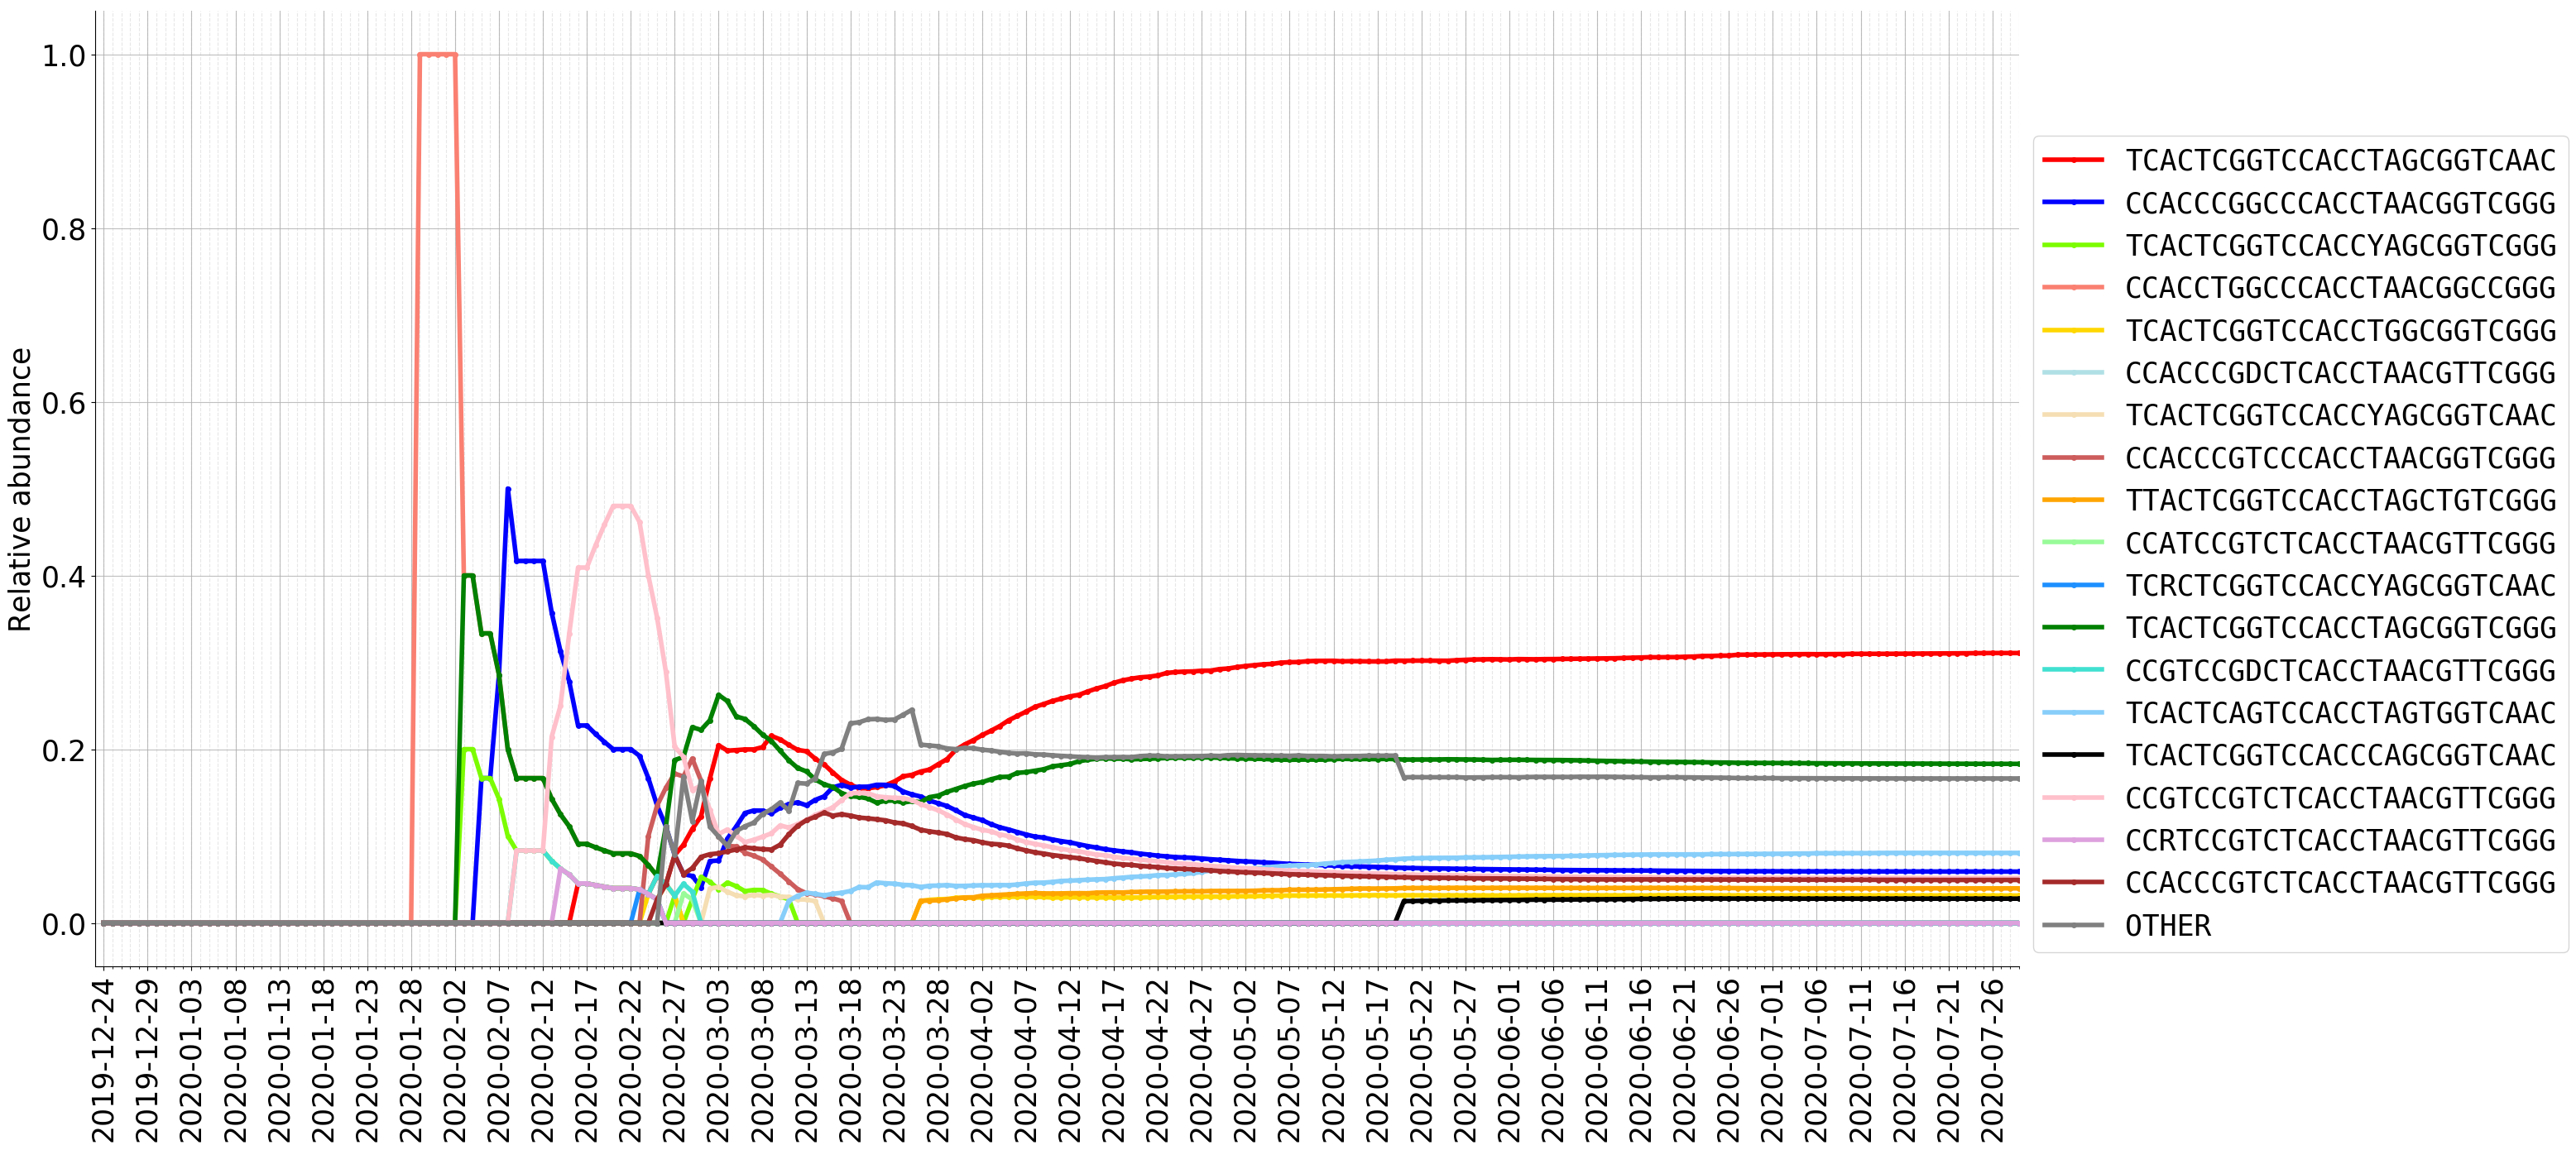 Relative abundance
1.0
0.8
0.6
0.4
0.2
0.0
2019-12-24
2019-12-29
2020-01-03
2020-01-08
2020-01-13
2020-01-18
2020-01-23
2020-01-28
2020-02-02
2020-02-07
2020-02-12
2020-02-17
2020-02-22
2020-02-27
2020-03-03
2020-03-08
2020-03-13
2020-03-18
2020-03-23
2020-03-28
2020-04-02
2020-04-07
2020-04-12
2020-04-17
2020-04-22
2020-04-27
2020-05-02
2020-05-07
2020-05-12
2020-05-17
2020-05-22
2020-05-27
2020-06-01
2020-06-06
2020-06-11
2020-06-16
2020-06-21
2020-06-26
2020-07-01
2020-07-06
2020-07-11
2020-07-16
2020-07-21
2020-07-26
TCACTCGGTCCACCTAGCGGTCAAC
CCACCCGGCCCACCTAACGGTCGGG
TCACTCGGTCCACCYAGCGGTCGGG
CCACCTGGCCCACCTAACGGCCGGG
TCACTCGGTCCACCTGGCGGTCGGG
CCACCCGDCTCACCTAACGTTCGGG
TCACTCGGTCCACCYAGCGGTCAAC
CCACCCGTCCCACCTAACGGTCGGG
TTACTCGGTCCACCTAGCTGTCGGG
CCATCCGTCTCACCTAACGTTCGGG
TCRCTCGGTCCACCYAGCGGTCAAC
TCACTCGGTCCACCTAGCGGTCGGG
CCGTCCGDCTCACCTAACGTTCGGG
TCACTCAGTCCACCTAGTGGTCAAC
TCACTCGGTCCACCCAGCGGTCAAC
CCGTCCGTCTCACCTAACGTTCGGG
CCRTCCGTCTCACCTAACGTTCGGG
CCACCCGTCTCACCTAACGTTCGGG
OTHER